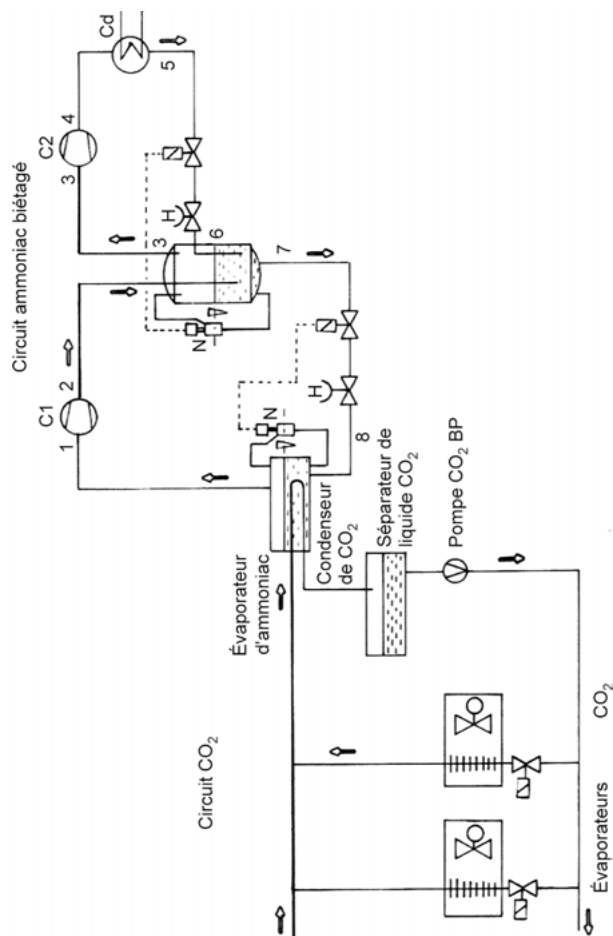 Circuit ammoniac biétagé
Cd
5
4
C2
3
3
6
H
N
7
C1
2
1
N
H
8
Évaporateur
d'ammoniac
Condenseur
de CO₂
Séparateur de
liquide CO₂
Pompe CO₂ BP
Circuit CO₂
CO₂
Évaporateurs